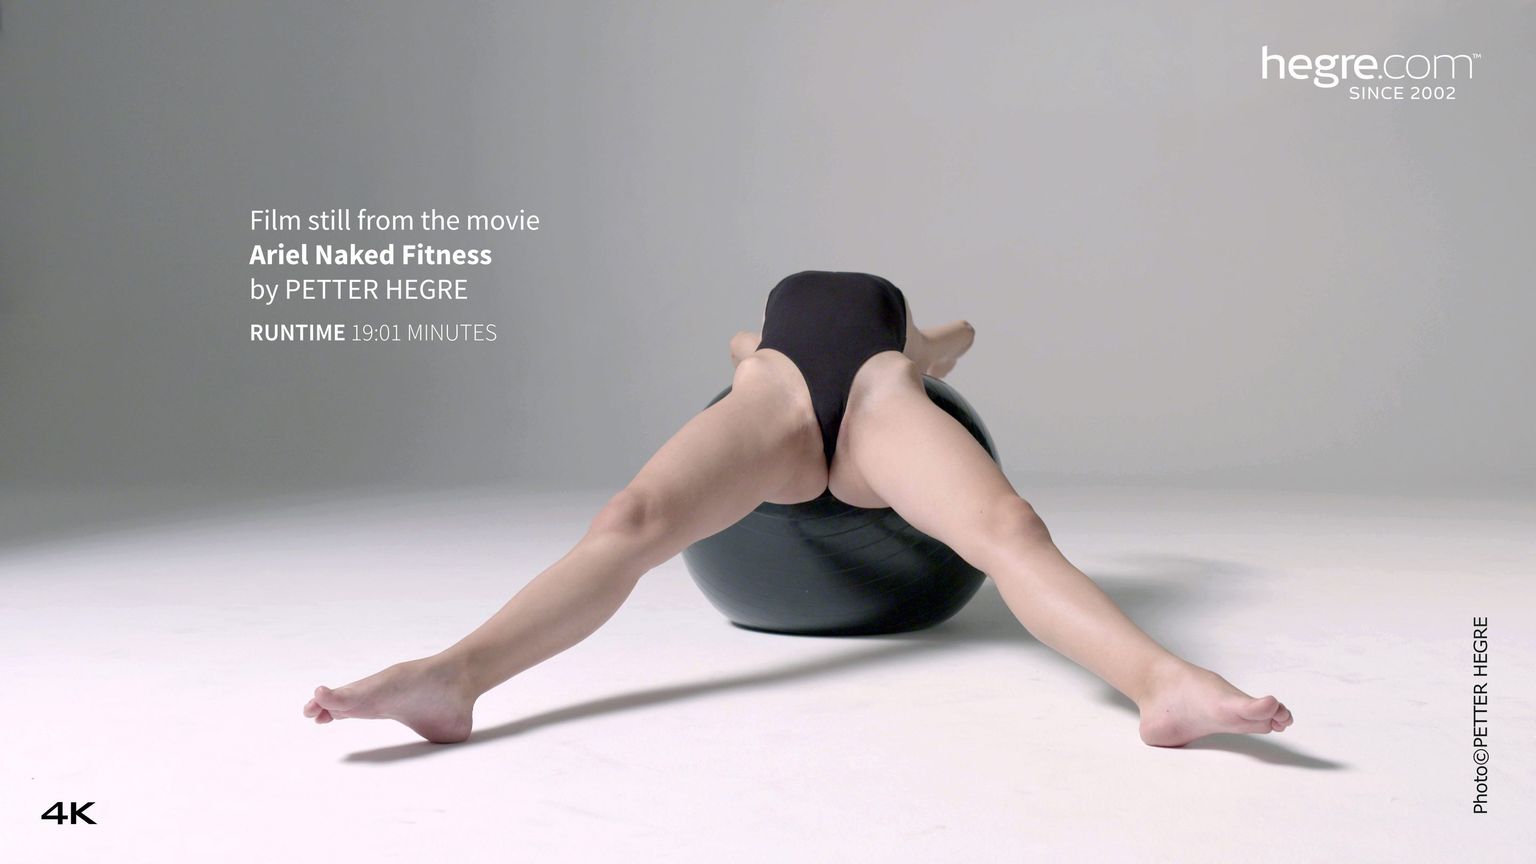 hegre.com™
SINCE 2002
Film still from the movie
Ariel Naked Fitness
by PETTER HEGRE
RUNTIME 19:01 MINUTES
Photo©PETTER HEGRE
4K